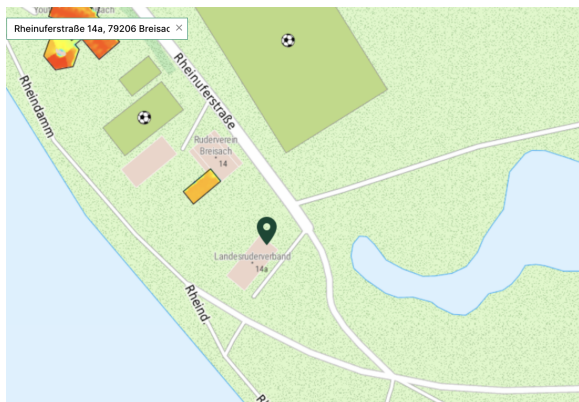 Rheinuferstraße 14a, 79206 Breisac
Rheindamm
Rheinuferstraße
Ruderverein
Breisach
14
Landesruderverband
14a
Rheind.